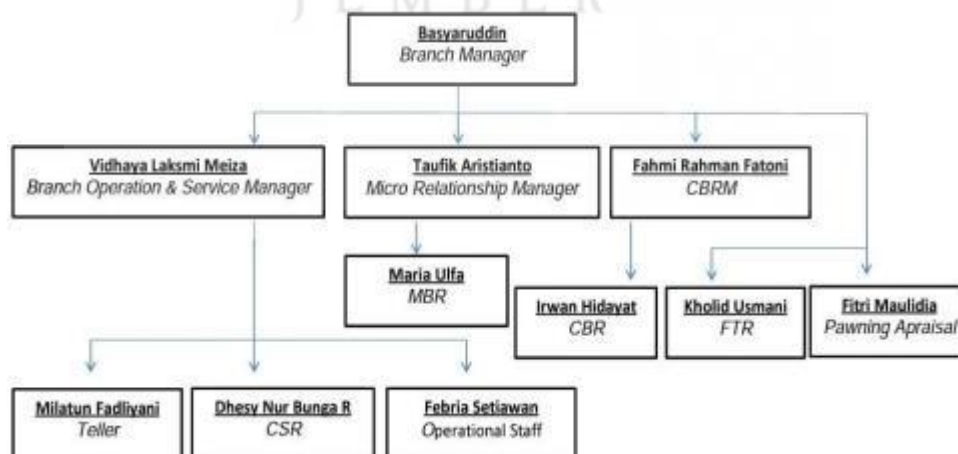 JEMBER
Basyaruddin
Branch Manager
Vidhaya Laksmi Meiza
Branch Operation & Service Manager
Taufik Aristianto
Micro Relationship Manager
Fahmi Rahman Fatoni
CBRM
Maria Ulfa
MBR
Irwan Hidayat
CBR
Kholid Usmani
FTR
Fitri Maulidia
Pawning Apraisal
Milatun Fadliyani
Teller
Dhesy Nur Bunga R
CSR
Febria Setiawan
Operational Staff